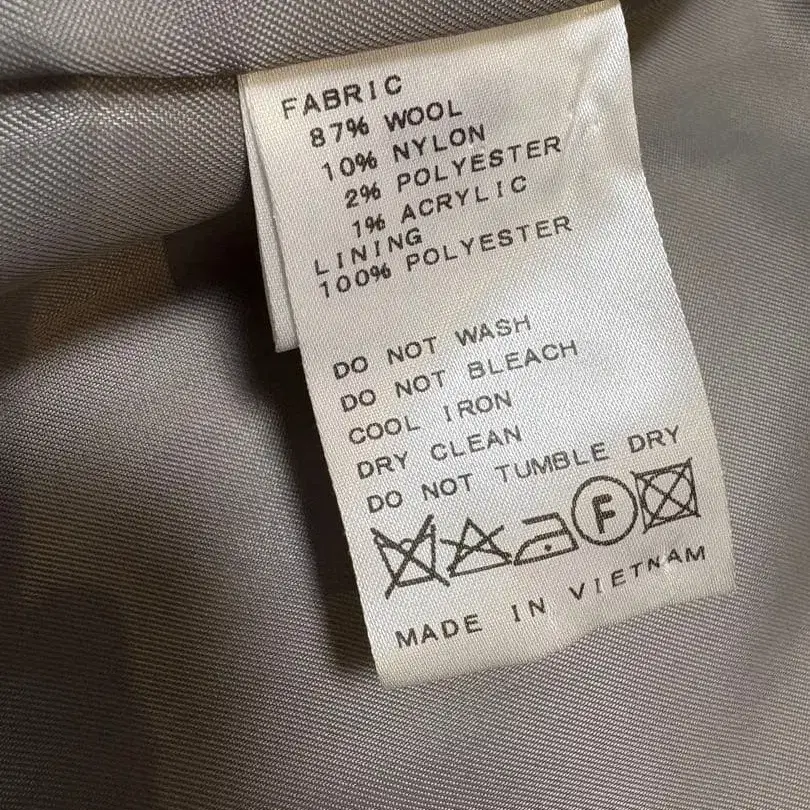 FABRIC
87% WOOL
10% NYLON
2% POLYESTER
1% ACRYLIC
LINING
100% POLYESTER
DO NOT WASH
DO NOT BLEACH
COOL IRON
DRY CLEAN
DO NOT TUMBLE DRY
F
MADE IN VIETNAM